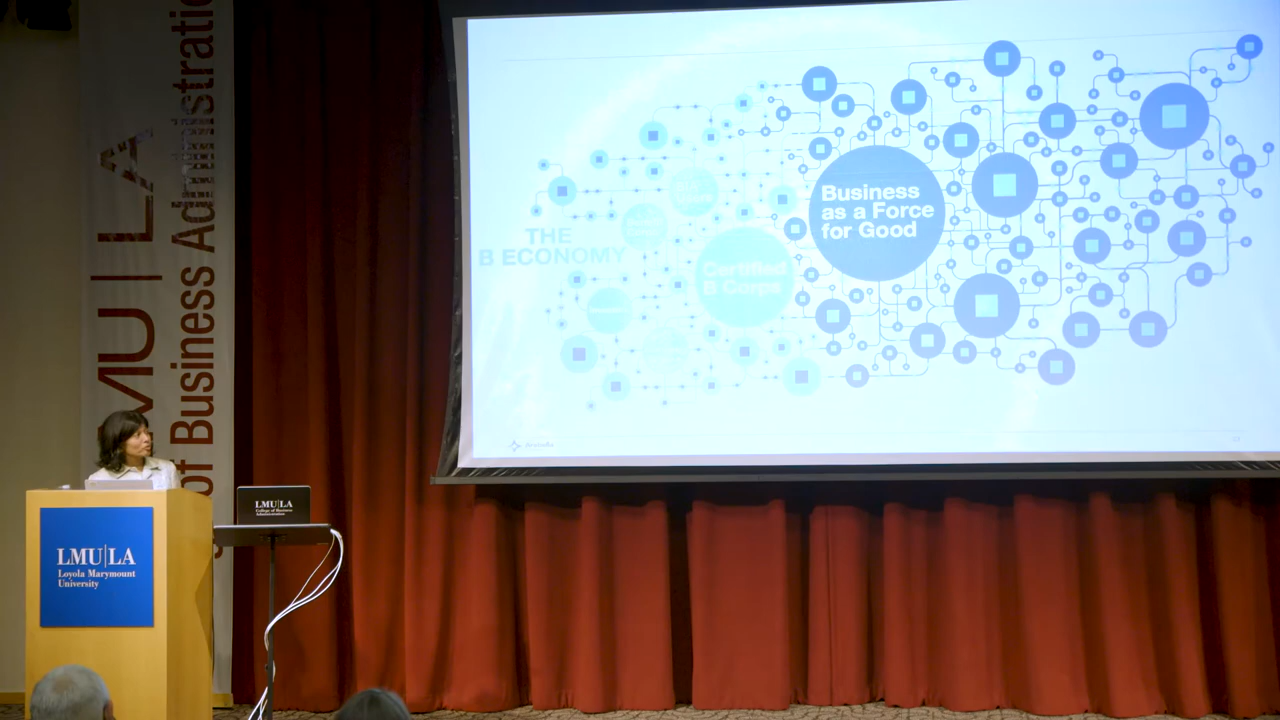 LMU|LA
of Business Administratio
THE
B ECONOMY
Certified
B Corps
Business
as a Force
for Good
LMU|LA
College of Business
Administration
LMU|LA
Loyola Marymount
University